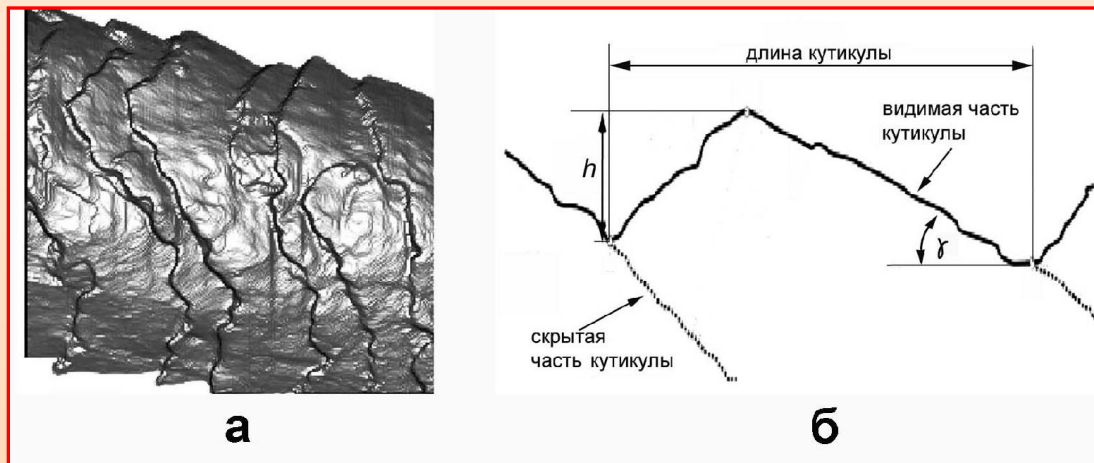 длина кутикулы
видимая часть
кутикулы
h
γ
скрытая
часть кутикулы
а
б